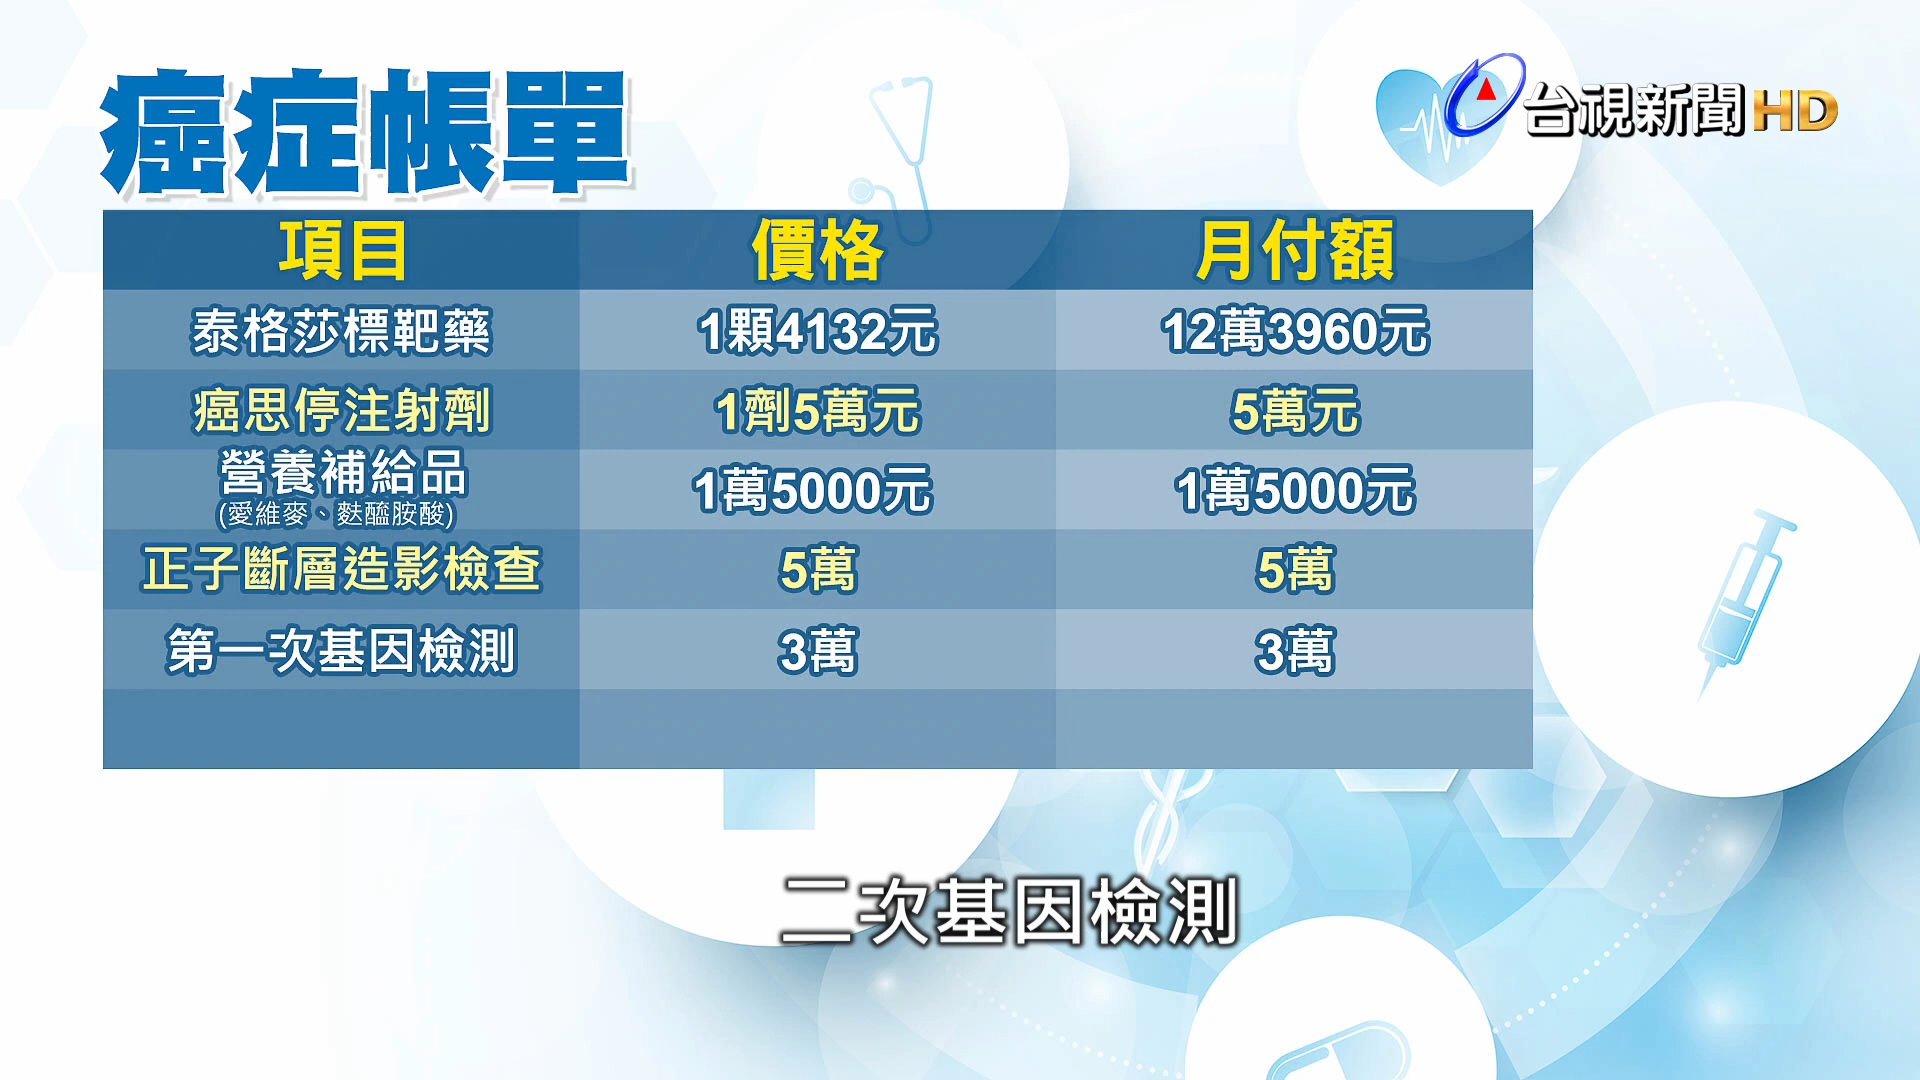 癌症帳單
台視新聞HD
項目 價格 月付額
泰格莎標靶藥 1顆4132元 12萬3960元
癌思停注射劑 1劑5萬元 5萬元
營養補給品 1萬5000元 1萬5000元
(愛維麥、麩醯胺酸)
正子斷層造影檢查 5萬 5萬
第一次基因檢測 3萬 3萬
二次基因檢測